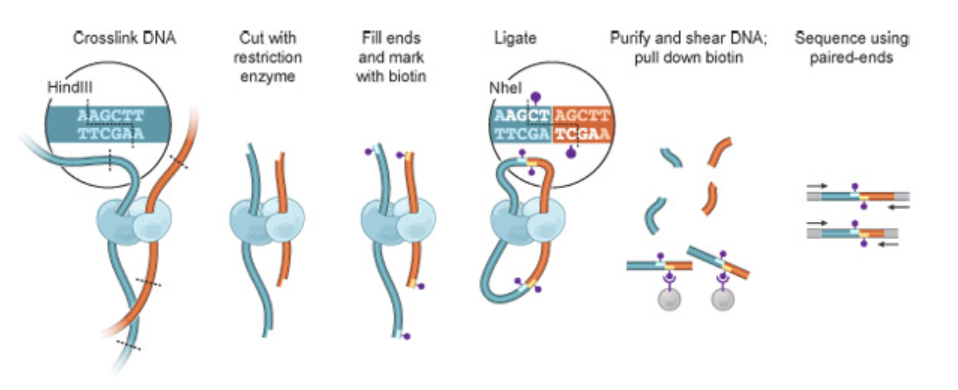 Crosslink DNA
Cut with
restriction
enzyme
Fill ends
and mark
with biotin
Ligate
Purify and shear DNA;
pull down biotin
Sequence using
paired-ends
HindIII
AAGCTT
TTCGAA
NheI
AAGCT AGCTT
TTCGA TCGAA